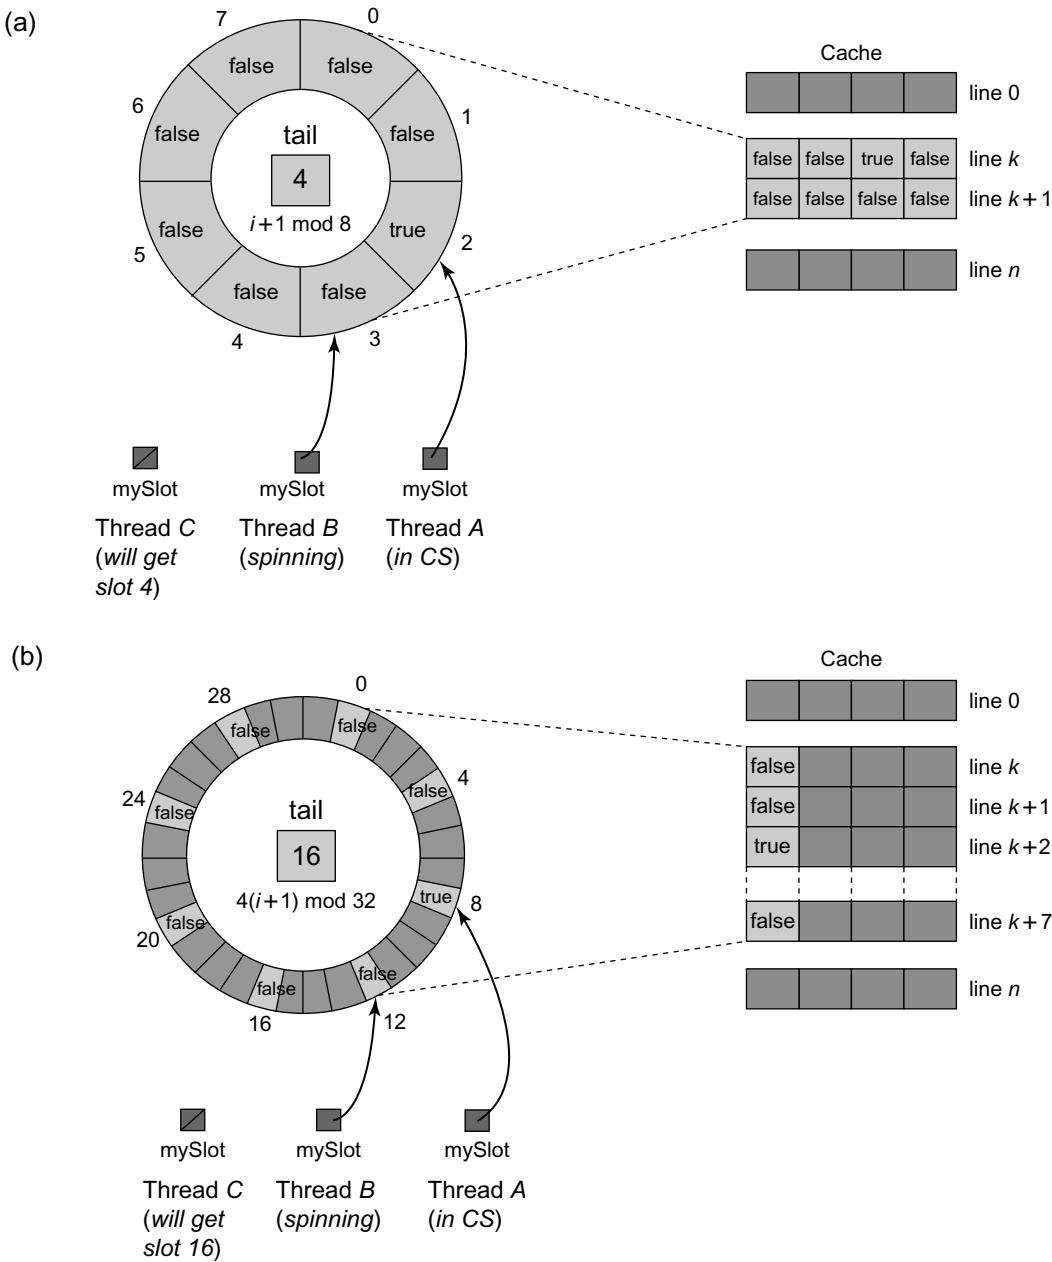 (a)
7
0
false
false
Cache
line 0
6
1
false
false
tail
4
i+1 mod 8
false
false
true
false
line k
false
false
false
false
line k+1
5
2
false
true
line n
false
false
4
3
mySlot
mySlot
mySlot
Thread C
(will get
slot 4)
Thread B
(spinning)
Thread A
(in CS)
(b)
Cache
28
0
false
false
line 0
24
4
false
false
tail
16
4(i+1) mod 32
false
line k
false
line k+1
true
line k+2
true
8
false
20
false
line k+7
false
false
16
12
line n
mySlot
mySlot
mySlot
Thread C
(will get
slot 16)
Thread B
(spinning)
Thread A
(in CS)